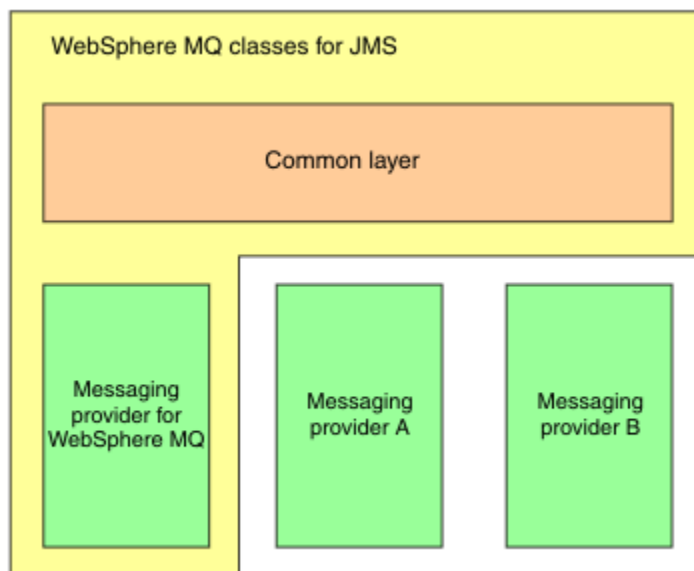 WebSphere MQ classes for JMS
Common layer
Messaging
provider for
WebSphere MQ
Messaging
provider A
Messaging
provider B